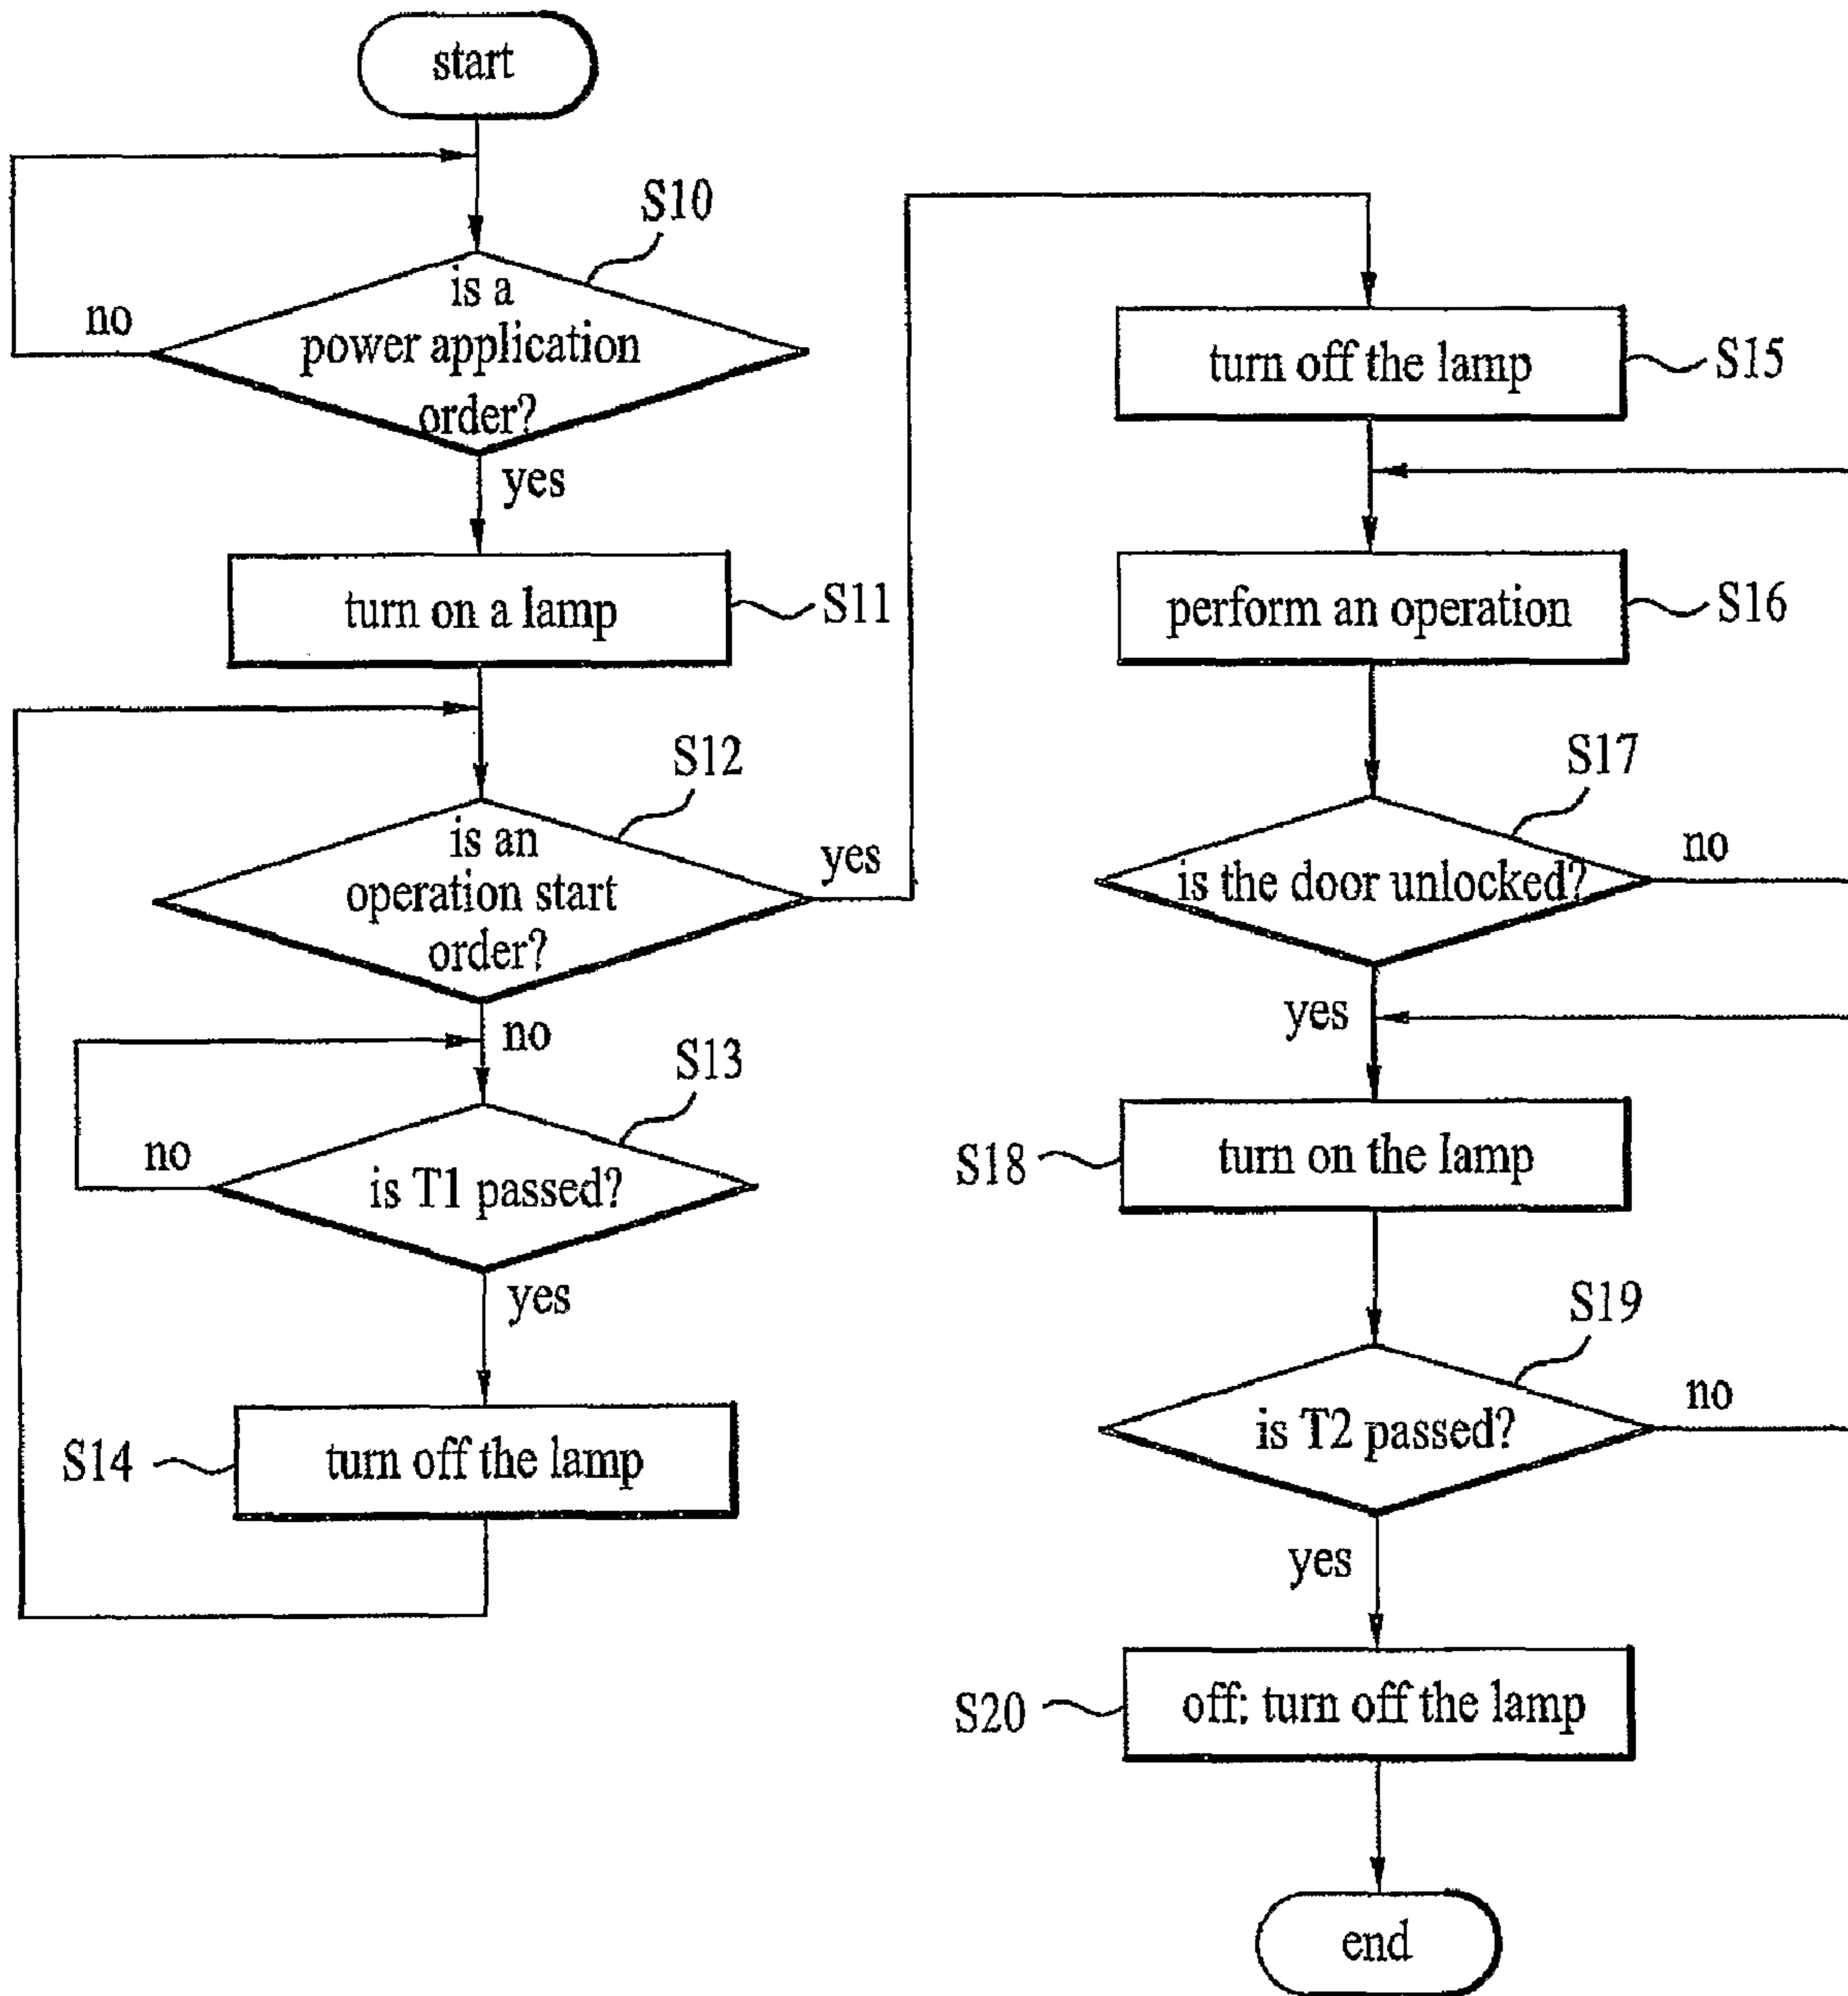 start
S10
is a
power application
order?
no
yes
turn on a lamp
S11
S12
is an
operation start
order?
yes
no
S13
is T1 passed?
no
yes
S14
turn off the lamp
turn off the lamp
S15
perform an operation
S16
S17
is the door unlocked?
no
yes
S18
turn on the lamp
S19
is T2 passed?
no
yes
S20
off: turn off the lamp
end